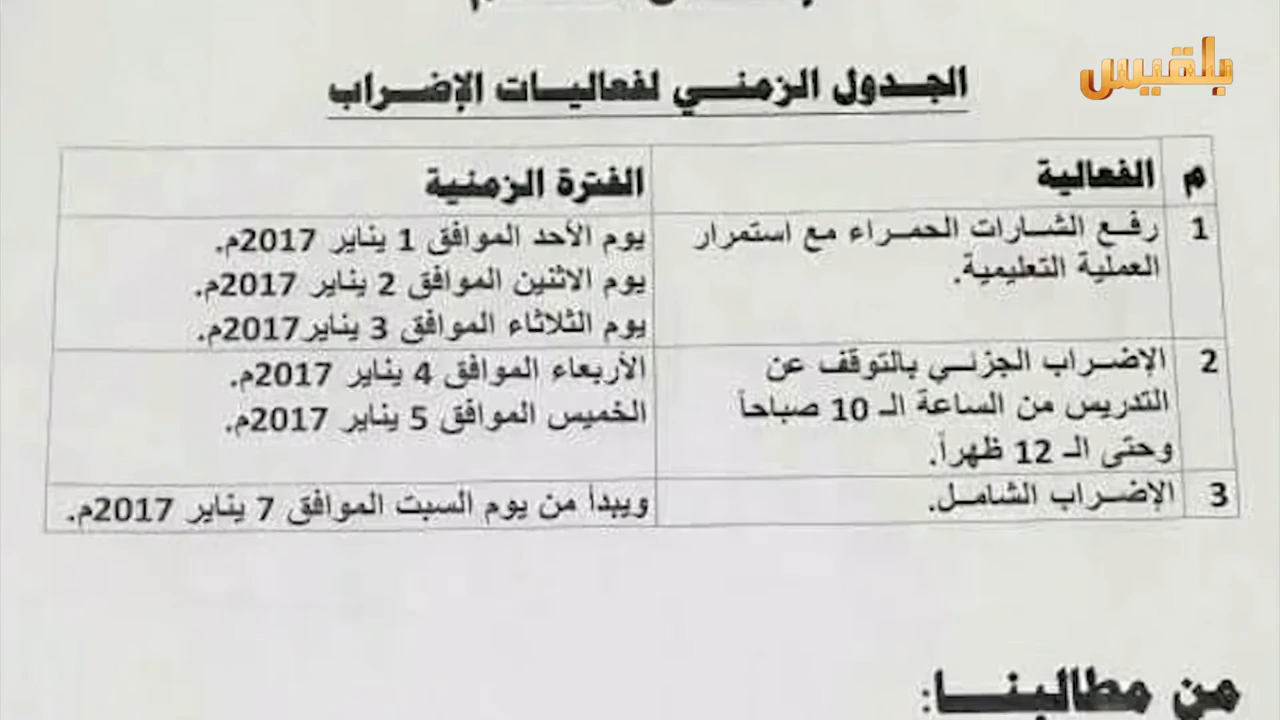 بلقيس
الجدول الزمني لفعاليات الإضراب
م الفعالية الفترة الزمنية
1 رفع الشارات الحمراء مع استمرار يوم الأحد الموافق 1 يناير 2017م.
العملية التعليمية. يوم الاثنين الموافق 2 يناير 2017م.
يوم الثلاثاء الموافق 3 يناير2017م.
2 الإضراب الجزئي بالتوقف عن الأربعاء الموافق 4 يناير 2017م.
التدريس من الساعة الـ 10 صباحاً الخميس الموافق 5 يناير 2017م.
وحتى الـ 12 ظهراً.
3 الإضراب الشامل. ويبدأ من يوم السبت الموافق 7 يناير 2017م.
من مطالبنا: